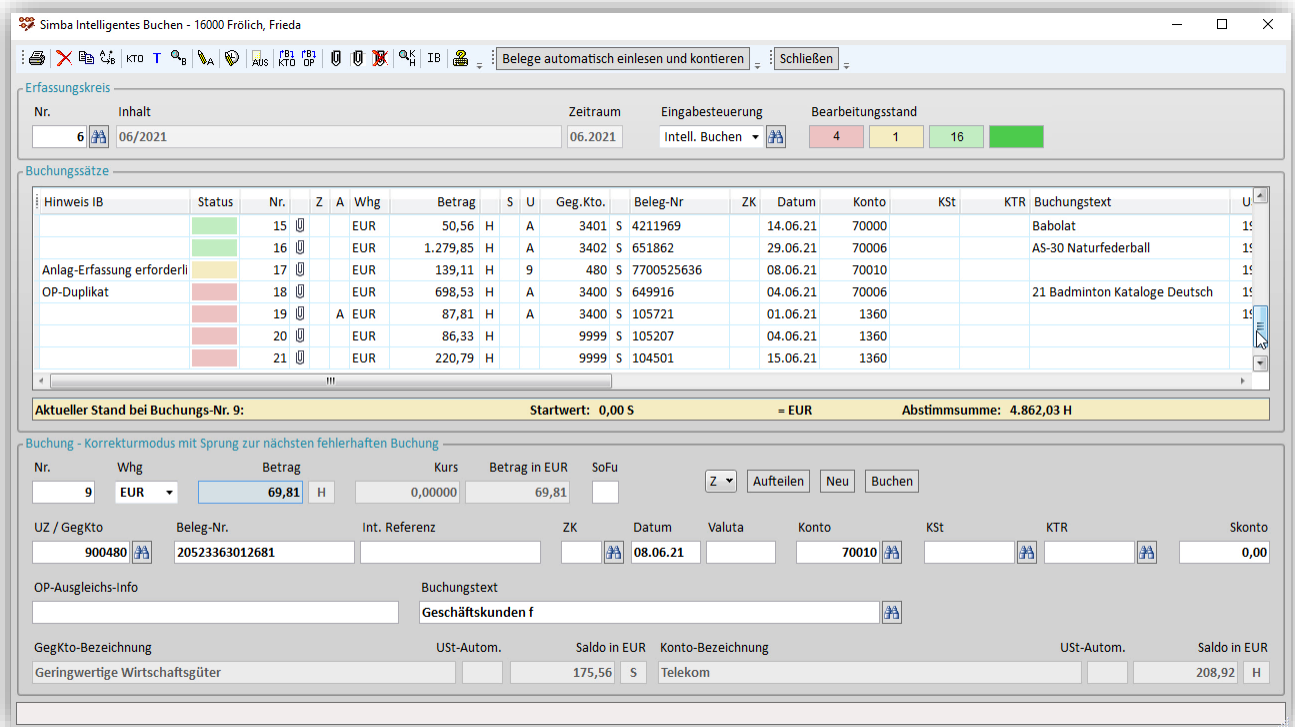 Simba Intelligentes Buchen - 16000 Frölich, Frieda
KTO T AUS KTO OP IB Belege automatisch einlesen und kontieren Schließen
Erfassungskreis
Nr. Inhalt Zeitraum Eingabesteuerung Bearbeitungsstand
6 06/2021 06.2021 Intell. Buchen 4 1 16
Buchungssätze
Hinweis IB Status Nr. Z A Whg Betrag S U Geg.Kto. Beleg-Nr ZK Datum Konto KSt KTR Buchungstext U
15 EUR 50,56 H A 3401 S 4211969 14.06.21 70000 Babolat 19
16 EUR 1.279,85 H A 3402 S 651862 29.06.21 70006 AS-30 Naturfederball 19
Anlag-Erfassung erforderli 17 EUR 139,11 H 9 480 S 7700525636 08.06.21 70010 19
OP-Duplikat 18 EUR 698,53 H A 3400 S 649916 04.06.21 70006 21 Badminton Kataloge Deutsch 19
19 A EUR 87,81 H A 3400 S 105721 01.06.21 1360 19
20 EUR 86,33 H 9999 S 105207 04.06.21 1360
21 EUR 220,79 H 9999 S 104501 15.06.21 1360
Aktueller Stand bei Buchungs-Nr. 9: Startwert: 0,00 S = EUR Abstimmsumme: 4.862,03 H
Buchung - Korrekturmodus mit Sprung zur nächsten fehlerhaften Buchung
Nr. Whg Betrag Kurs Betrag in EUR SoFu
9 EUR 69,81 H 0,00000 69,81 Z Aufteilen Neu Buchen
UZ / GegKto Beleg-Nr. Int. Referenz ZK Datum Valuta Konto KSt KTR Skonto
900480 20523363012681 08.06.21 70010 0,00
OP-Ausgleichs-Info Buchungstext
Geschäftskunden f
GegKto-Bezeichnung USt-Autom. Saldo in EUR Konto-Bezeichnung USt-Autom. Saldo in EUR
Geringwertige Wirtschaftsgüter 175,56 S Telekom 208,92 H